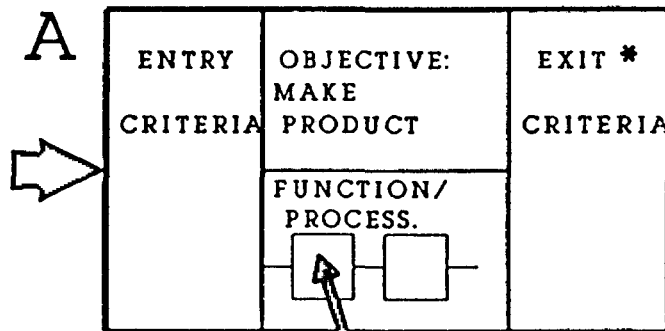 A
ENTRY
CRITERIA
OBJECTIVE:
MAKE
PRODUCT
FUNCTION/
PROCESS.
EXIT *
CRITERIA